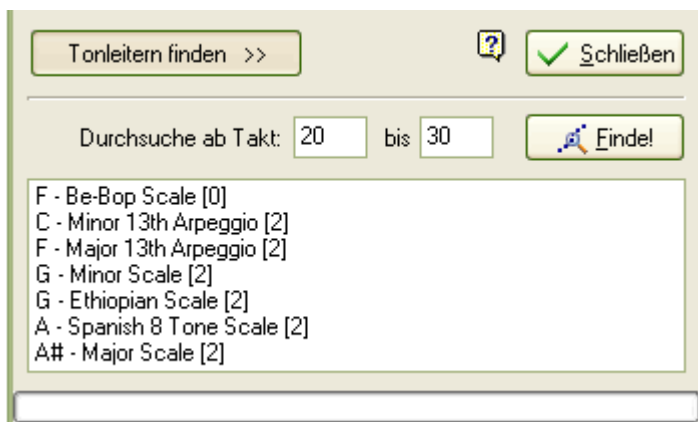 Tonleitern finden >> ? Schließen
Durchsuche ab Takt: 20 bis 30 Finde!
F - Be-Bop Scale [0]
C - Minor 13th Arpeggio [2]
F - Major 13th Arpeggio [2]
G - Minor Scale [2]
G - Ethiopian Scale [2]
A - Spanish 8 Tone Scale [2]
A# - Major Scale [2]